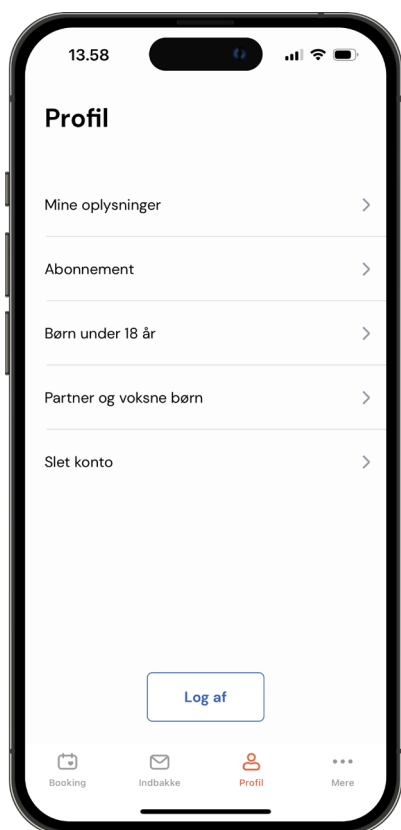 13.58
Profil
Mine oplysninger
Abonnement
Børn under 18 år
Partner og voksne børn
Slet konto
Log af
Booking Indbakke Profil Mere